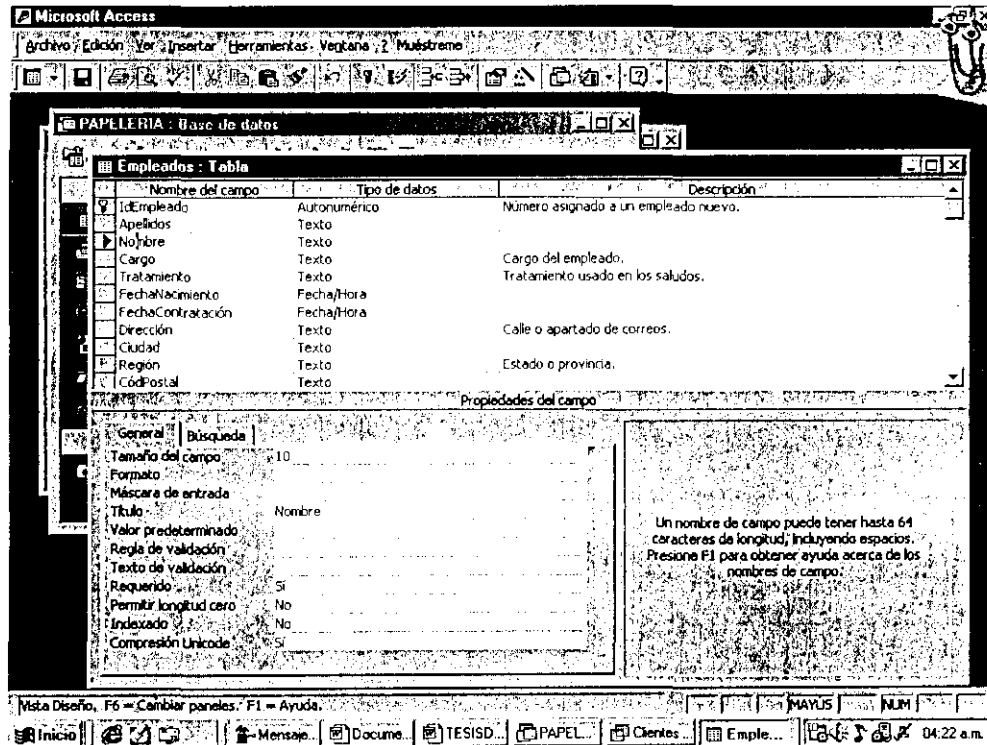 Microsoft Access
Archivo Edición Ver Insertar Herramientas Ventana ? Muéstreme
PAPELERIA : Base de datos
Empleados : Tabla
Nombre del campo Tipo de datos Descripción
IdEmpleado Autonumérico Número asignado a un empleado nuevo.
Apellidos Texto
Nombre Texto
Cargo Texto Cargo del empleado.
Tratamiento Texto Tratamiento usado en los saludos.
FechaNacimiento Fecha/Hora
FechaContratación Fecha/Hora
Dirección Texto Calle o apartado de correos.
Ciudad Texto
Región Texto Estado o provincia.
CódPostal Texto
Propiedades del campo
General Búsqueda
Tamaño del campo 10
Formato
Máscara de entrada
Título Nombre
Valor predeterminado
Regla de validación
Texto de validación
Requerido Sí
Permitir longitud cero No
Indexado No
Compresión Unicode Sí
Un nombre de campo puede tener hasta 64
caracteres de longitud, incluyendo espacios.
Presione F1 para obtener ayuda acerca de los
nombres de campo.
Vista Diseño. F6 = Cambiar paneles. F1 = Ayuda. MAYUS NUM
Inicio Mensaje... Docume... TESISD... PAPEL... Clientes ... Emple... 04:22 a.m.